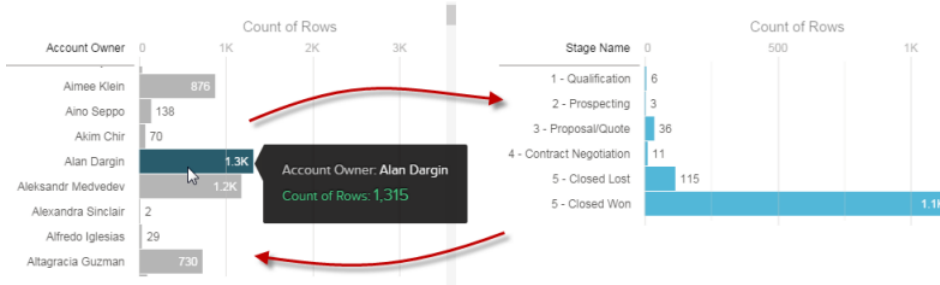 Count of Rows
Account Owner 0 1K 2K 3K
Aimee Klein 876
Aino Seppo 138
Akim Chir 70
Alan Dargin 1.3K
Aleksandr Medvedev 1.2K
Alexandra Sinclair 2
Alfredo Iglesias 29
Altagracia Guzman 730
Account Owner: Alan Dargin
Count of Rows: 1,315
Count of Rows
Stage Name 0 500 1K
1 - Qualification 6
2 - Prospecting 3
3 - Proposal/Quote 36
4 - Contract Negotiation 11
5 - Closed Lost 115
5 - Closed Won 1.1K